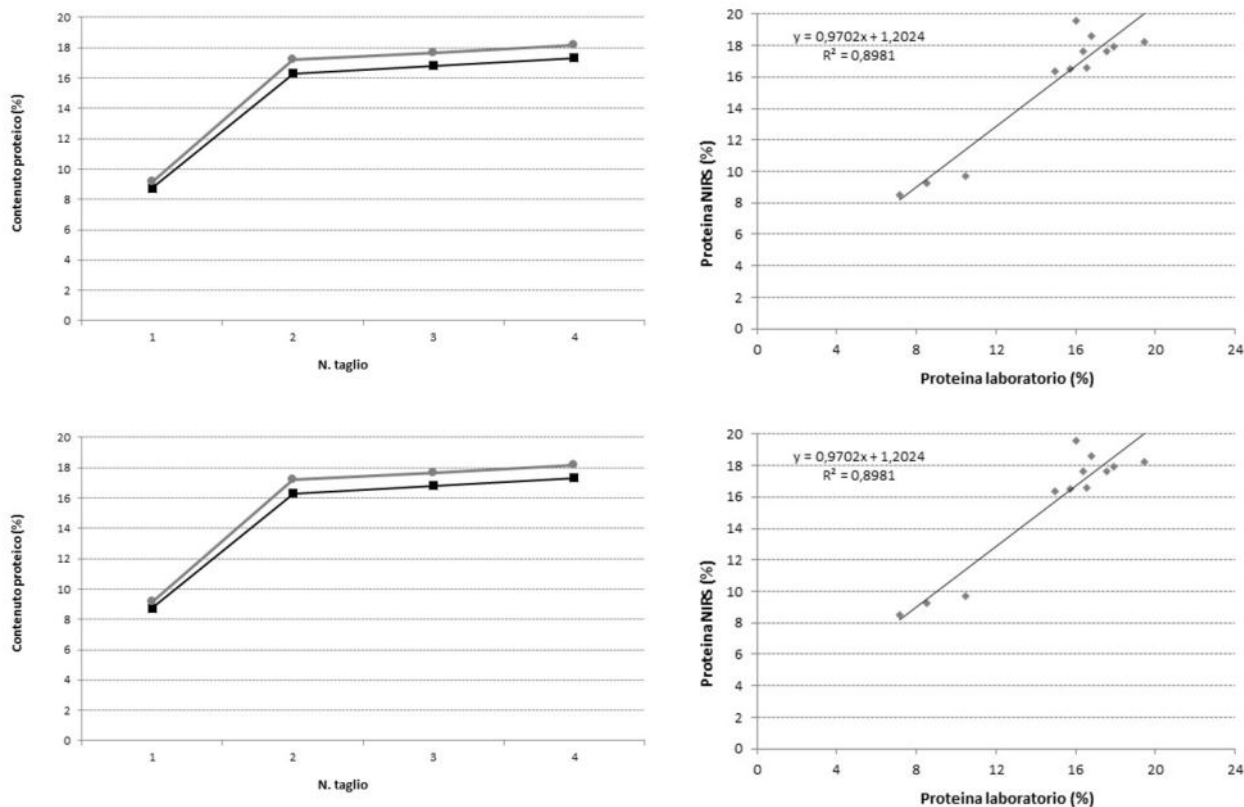 Contenuto proteico (%)
20
18
16
14
12
10
8
6
4
2
0
1 2 3 4
N. taglio
Proteina NIRS (%)
20
18
16
14
12
10
8
6
4
2
0
y = 0,9702x + 1,2024
R² = 0,8981
0 4 8 12 16 20 24
Proteina laboratorio (%)
Contenuto proteico (%)
20
18
16
14
12
10
8
6
4
2
0
1 2 3 4
N. taglio
Proteina NIRS (%)
20
18
16
14
12
10
8
6
4
2
0
y = 0,9702x + 1,2024
R² = 0,8981
0 4 8 12 16 20 24
Proteina laboratorio (%)